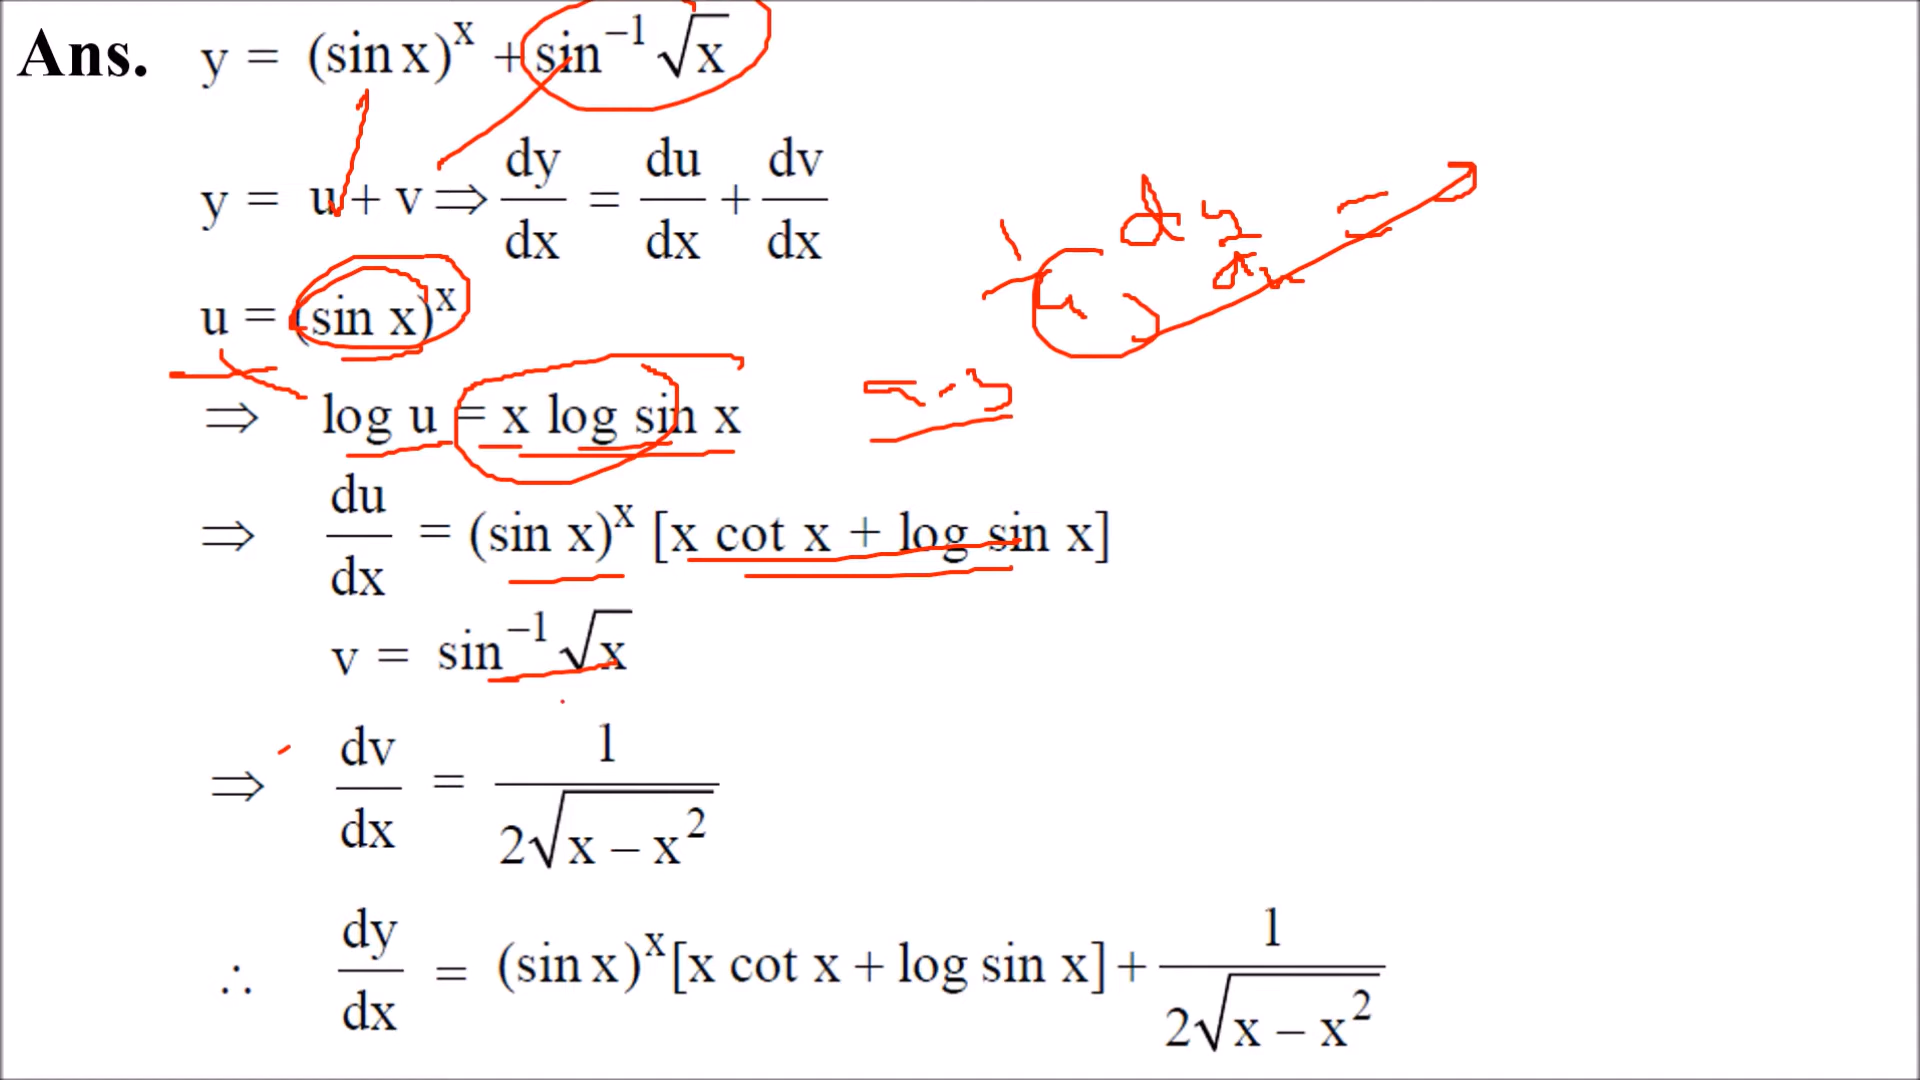 Ans. y = (sin x)^x + sin^–1 √x
y = u + v ⇒ dy/dx = du/dx + dv/dx
u = (sin x)^x
⇒ log u = x log sin x
⇒ du/dx = (sin x)^x [x cot x + log sin x]
v = sin^–1 √x
⇒ dv/dx = 1/(2√(x – x^2))
∴ dy/dx = (sin x)^x [x cot x + log sin x] + 1/(2√(x – x^2))